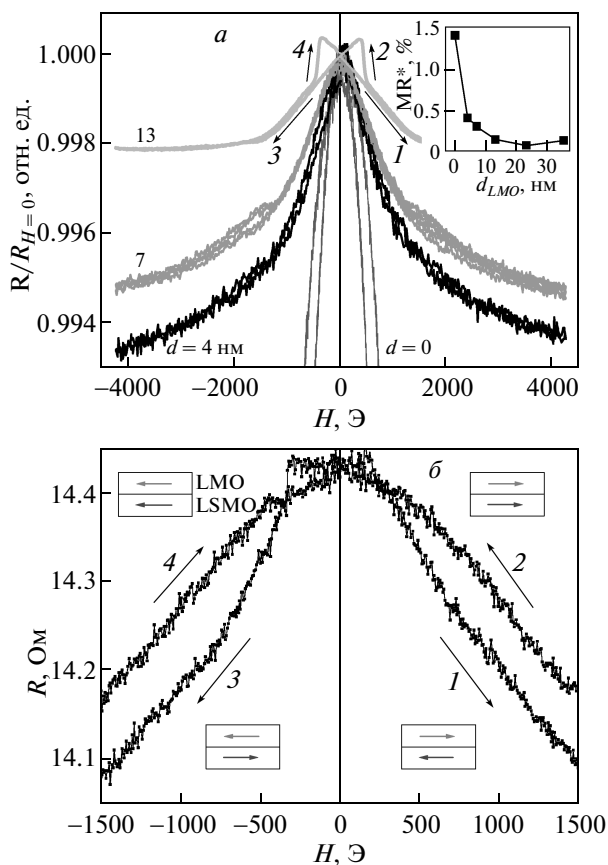 а
4
2
13
3
1
7
d = 4 нм
d = 0
1.000
0.998
0.996
0.994
R/R_{H = 0}, отн. ед.
−4000 −2000 0 2000 4000
H, Э
MR*, %
1.5
1.0
0.5
0
0 10 20 30
d_{LMO}, нм
б
LMO
LSMO
4
2
3
1
14.4
14.3
14.2
14.1
R, Ом
−1500 −1000 −500 0 500 1000 1500
H, Э